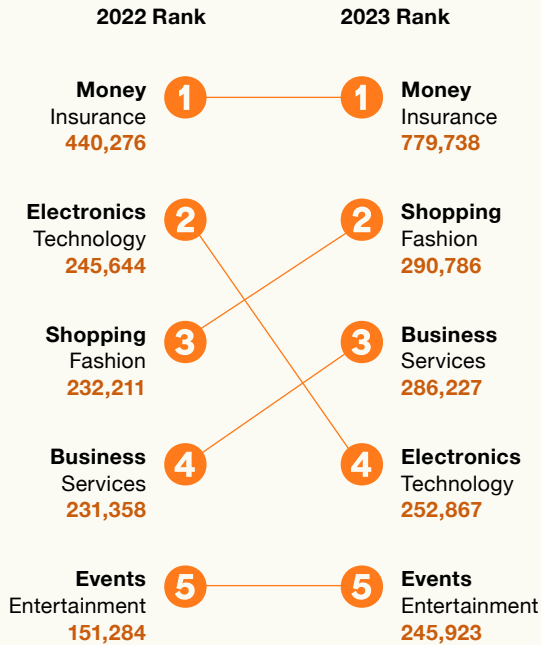 2022 Rank
2023 Rank
Money
Insurance
440,276
1
1
Money
Insurance
779,738
Electronics
Technology
245,644
2
2
Shopping
Fashion
290,786
Shopping
Fashion
232,211
3
3
Business
Services
286,227
Business
Services
231,358
4
4
Electronics
Technology
252,867
Events
Entertainment
151,284
5
5
Events
Entertainment
245,923